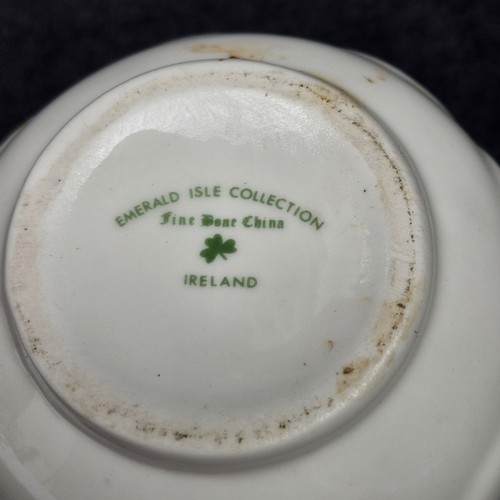 EMERALD ISLE COLLECTION
Fine Bone China
IRELAND